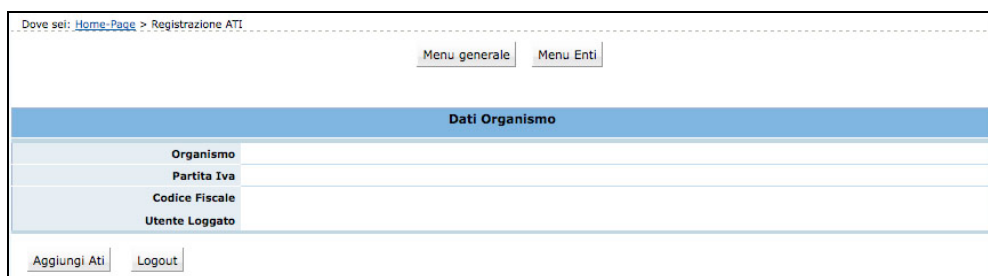 Dove sei: Home-Page > Registrazione ATI
Menu generale Menu Enti
Dati Organismo
Organismo
Partita Iva
Codice Fiscale
Utente Loggato
Aggiungi Ati Logout